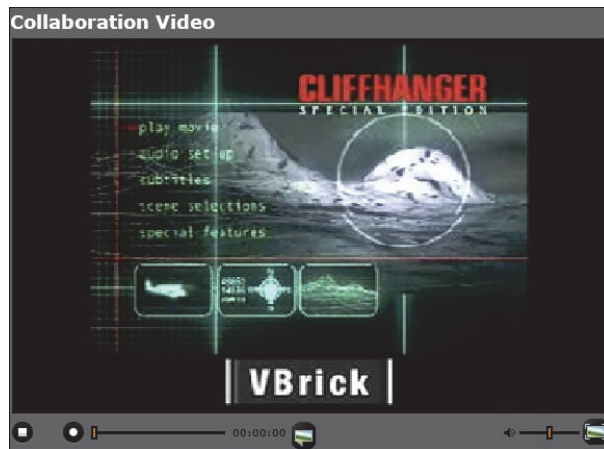 Collaboration Video
CLIFFHANGER
SPECIAL EDITION
play movie
audio set up
subtitles
scene selections
special features
VBrick
00:00:00